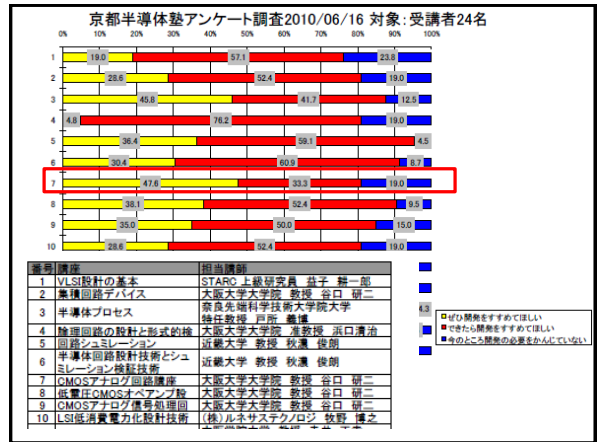 京都半導体塾アンケート調査2010/06/16 対象：受講者24名
0% 10% 20% 30% 40% 50% 60% 70% 80% 90% 100%
1 19.0 57.1 23.8
2 28.6 52.4 19.0
3 45.8 41.7 12.5
4 4.8 76.2 19.0
5 36.4 59.1 4.5
6 30.4 60.9 8.7
7 47.6 33.3 19.0
8 38.1 52.4 9.5
9 35.0 50.0 15.0
10 28.6 52.4 19.0
番号 講座 担当講師
1 VLSI設計の基本 STARC 上級研究員 益子 耕一郎
2 集積回路デバイス 大阪大学大学院 教授 谷口 研二
3 半導体プロセス 奈良先端科学技術大学院大学
特任教授 戸所 義博
4 論理回路の設計と形式的検 大阪大学大学院 准教授 浜口清治
5 回路シュミレーション 近畿大学 教授 秋濃 俊朗
6 半導体回路設計技術とシュ
ミレーション検証技術 近畿大学 教授 秋濃 俊朗
7 CMOSアナログ回路講座 大阪大学大学院 教授 谷口 研二
8 低電圧CMOSオペアンプ設 大阪大学大学院 教授 谷口 研二
9 CMOSアナログ信号処理回 大阪大学大学院 教授 谷口 研二
10 LSI低消費電力化設計技術 (株)ルネサステクノロジ 牧野 博之
4.3
ぜひ開発をすすめてほしい
できたら開発をすすめてほしい
今のところ開発の必要をかんじていない